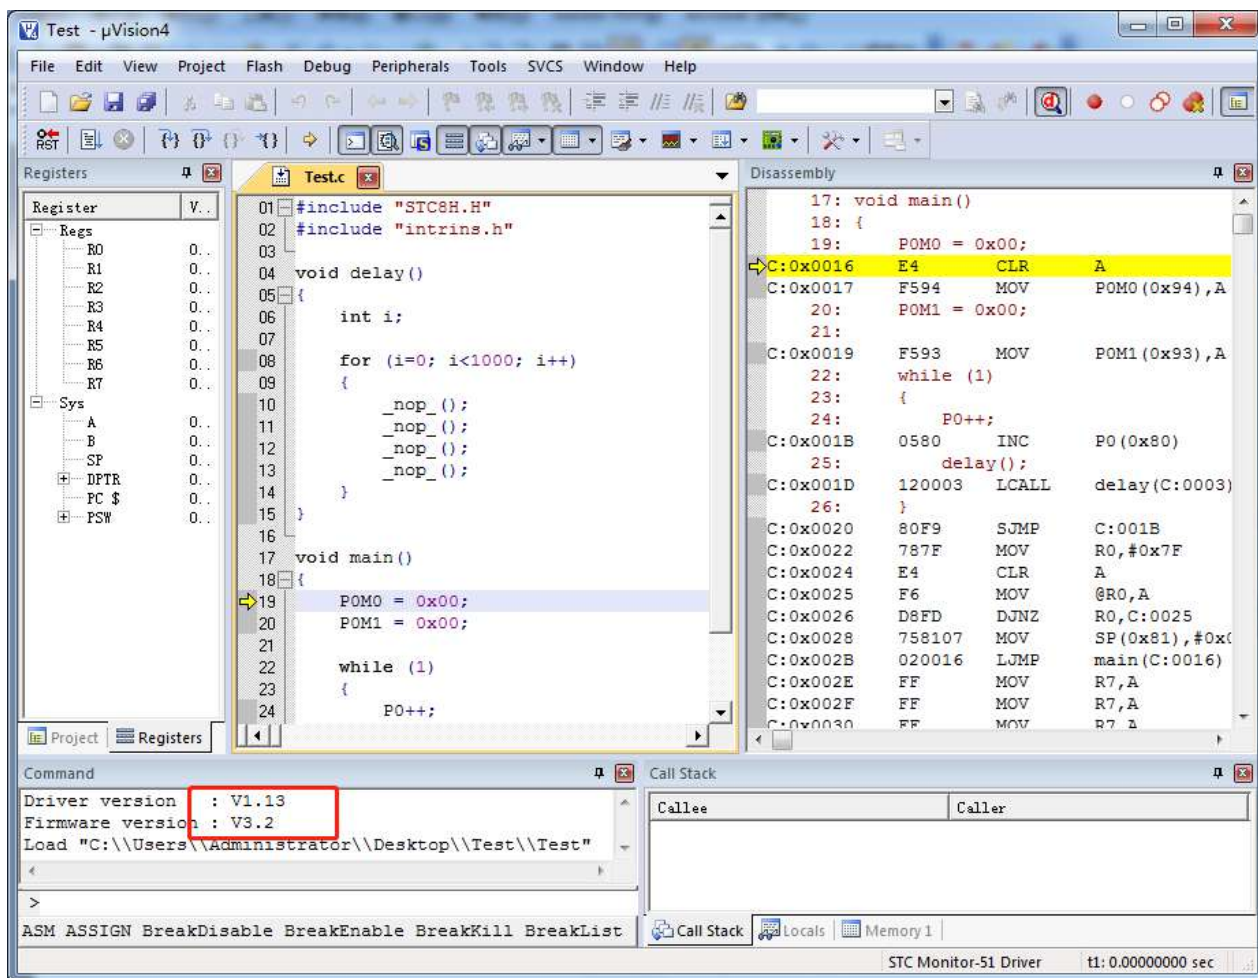 Test - µVision4
File Edit View Project Flash Debug Peripherals Tools SVCS Window Help
RST
Registers
Register V..
Regs
R0 0..
R1 0..
R2 0..
R3 0..
R4 0..
R5 0..
R6 0..
R7 0..
Sys
A 0..
B 0..
SP 0..
DPTR 0..
PC $ 0..
PSW 0..
Project Registers
Test.c
01 #include "STC8H.H"
02 #include "intrins.h"
03
04 void delay()
05 {
06 int i;
07
08 for (i=0; i<1000; i++)
09 {
10 _nop_();
11 _nop_();
12 _nop_();
13 _nop_();
14 }
15 }
16
17 void main()
18 {
19 P0M0 = 0x00;
20 P0M1 = 0x00;
21
22 while (1)
23 {
24 P0++;
Disassembly
17: void main()
18: {
19: P0M0 = 0x00;
C:0x0016 E4 CLR A
C:0x0017 F594 MOV P0M0(0x94),A
20: P0M1 = 0x00;
21:
C:0x0019 F593 MOV P0M1(0x93),A
22: while (1)
23: {
24: P0++;
C:0x001B 0580 INC P0(0x80)
25: delay();
C:0x001D 120003 LCALL delay(C:0003)
26: }
C:0x0020 80F9 SJMP C:001B
C:0x0022 787F MOV R0,#0x7F
C:0x0024 E4 CLR A
C:0x0025 F6 MOV @R0,A
C:0x0026 D8FD DJNZ R0,C:0025
C:0x0028 758107 MOV SP(0x81),#0x0
C:0x002B 020016 LJMP main(C:0016)
C:0x002E FF MOV R7,A
C:0x002F FF MOV R7,A
C:0x0030 FF MOV R7,A
Command
Driver version : V1.13
Firmware version : V3.2
Load "C:\\Users\\Administrator\\Desktop\\Test\\Test"
>
ASM ASSIGN BreakDisable BreakEnable BreakKill BreakList
Call Stack
Callee Caller
Call Stack Locals Memory 1
STC Monitor-51 Driver t1: 0.00000000 sec